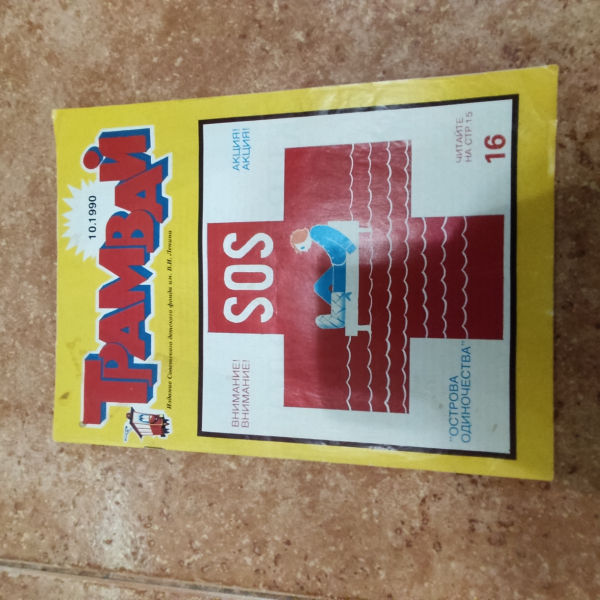 10.1990
ТРАМВАЙ
Издание Советского детского фонда им. В.И. Ленина
ВНИМАНИЕ!
ВНИМАНИЕ!
АКЦИЯ!
АКЦИЯ!
SOS
"ОСТРОВА
ОДИНОЧЕСТВА"
ЧИТАЙТЕ
НА СТР.15
16